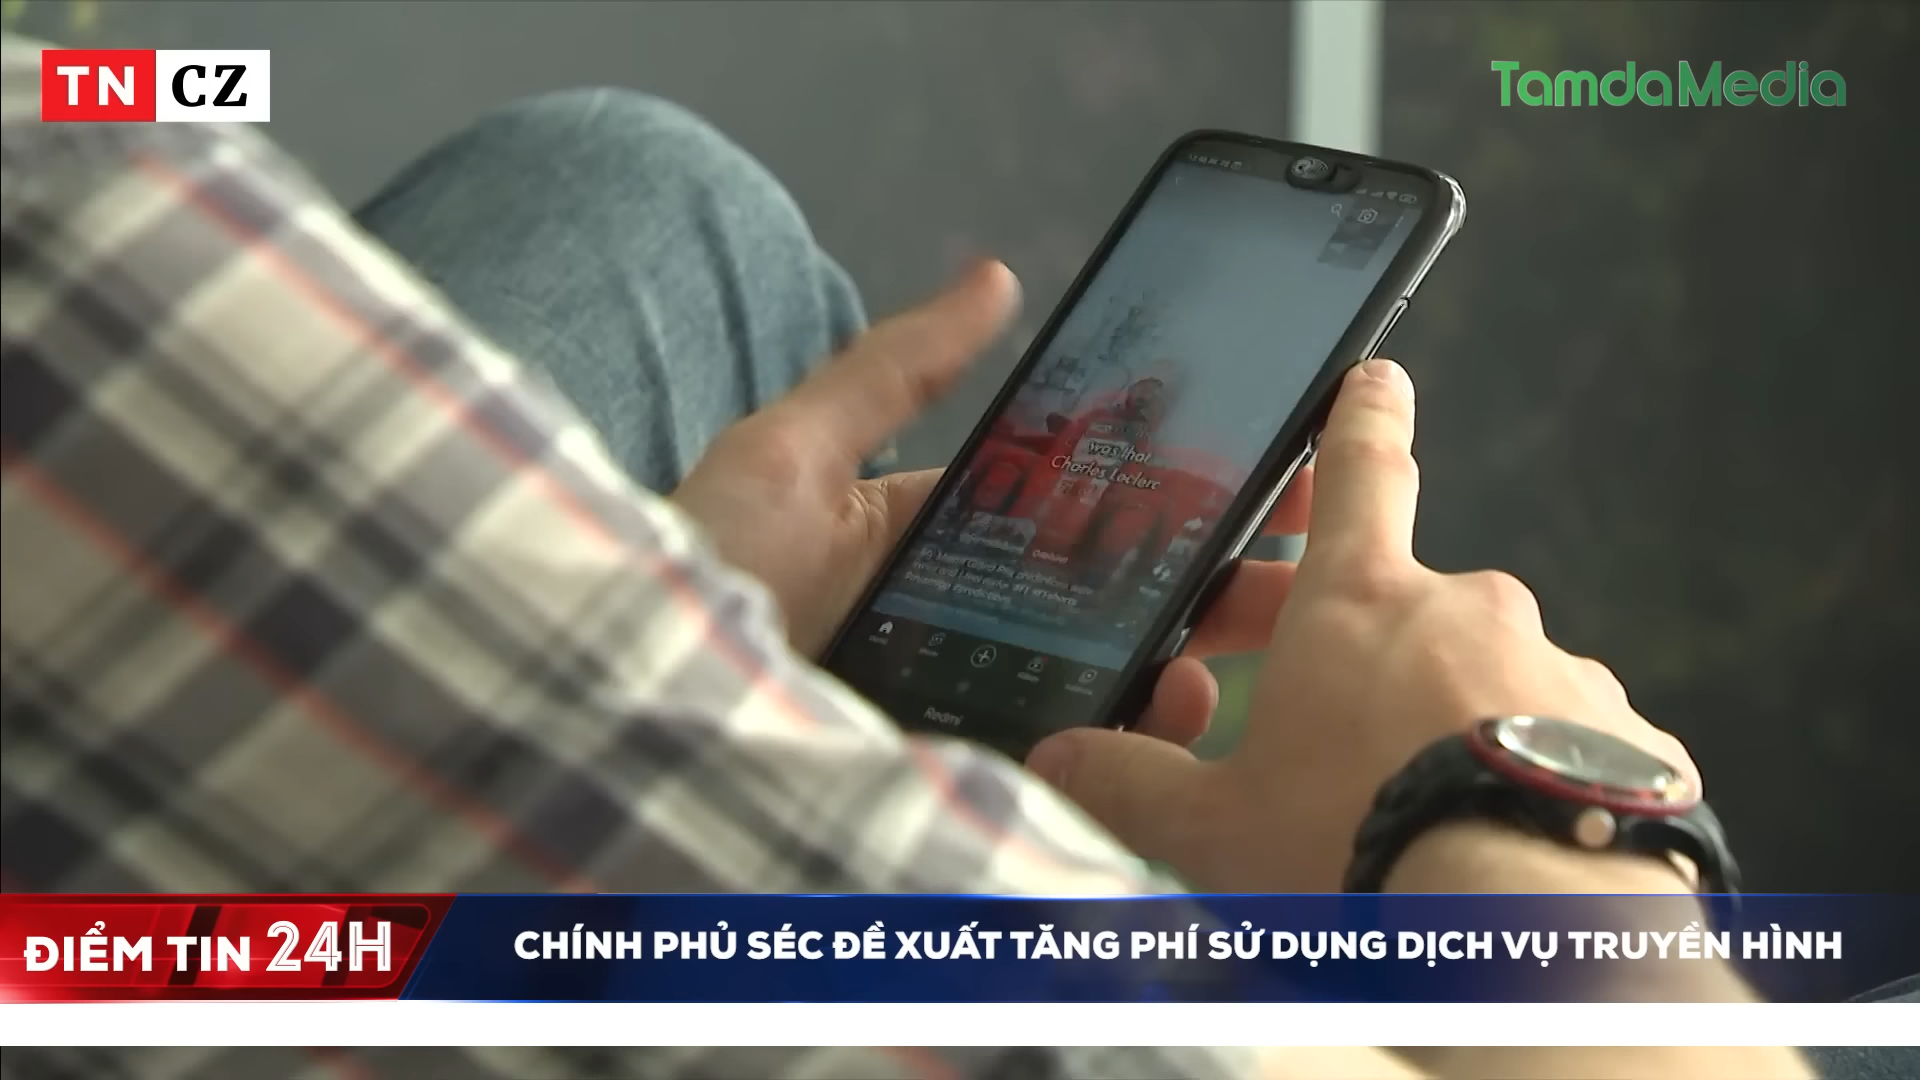 TN CZ
TamdaMedia
was that
Charles Leclerc
Redmi
ĐIỂM TIN 24H
CHÍNH PHỦ SÉC ĐỀ XUẤT TĂNG PHÍ SỬ DỤNG DỊCH VỤ TRUYỀN HÌNH